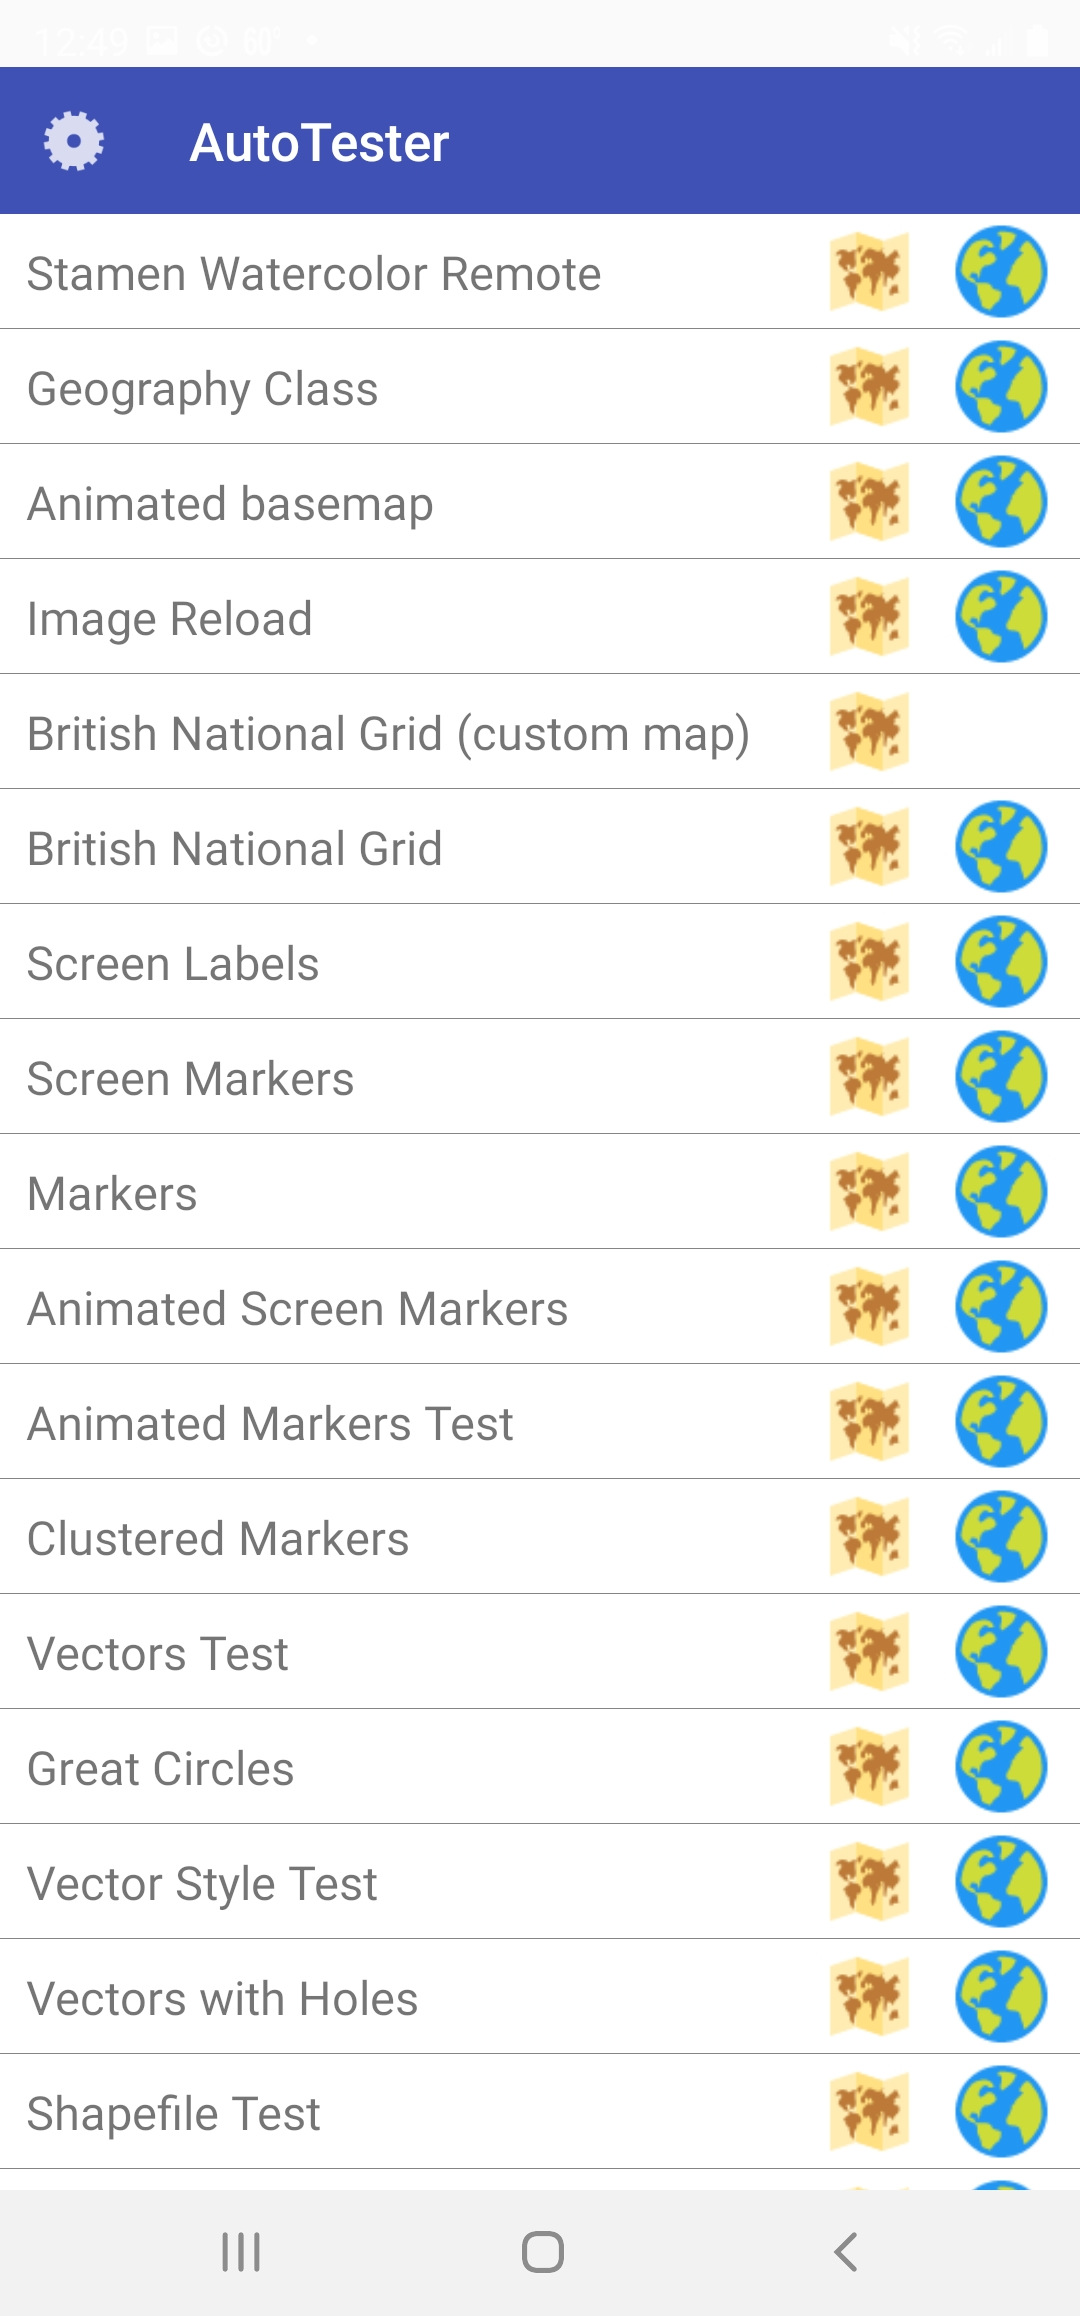 12:49 60°
AutoTester
Stamen Watercolor Remote
Geography Class
Animated basemap
Image Reload
British National Grid (custom map)
British National Grid
Screen Labels
Screen Markers
Markers
Animated Screen Markers
Animated Markers Test
Clustered Markers
Vectors Test
Great Circles
Vector Style Test
Vectors with Holes
Shapefile Test